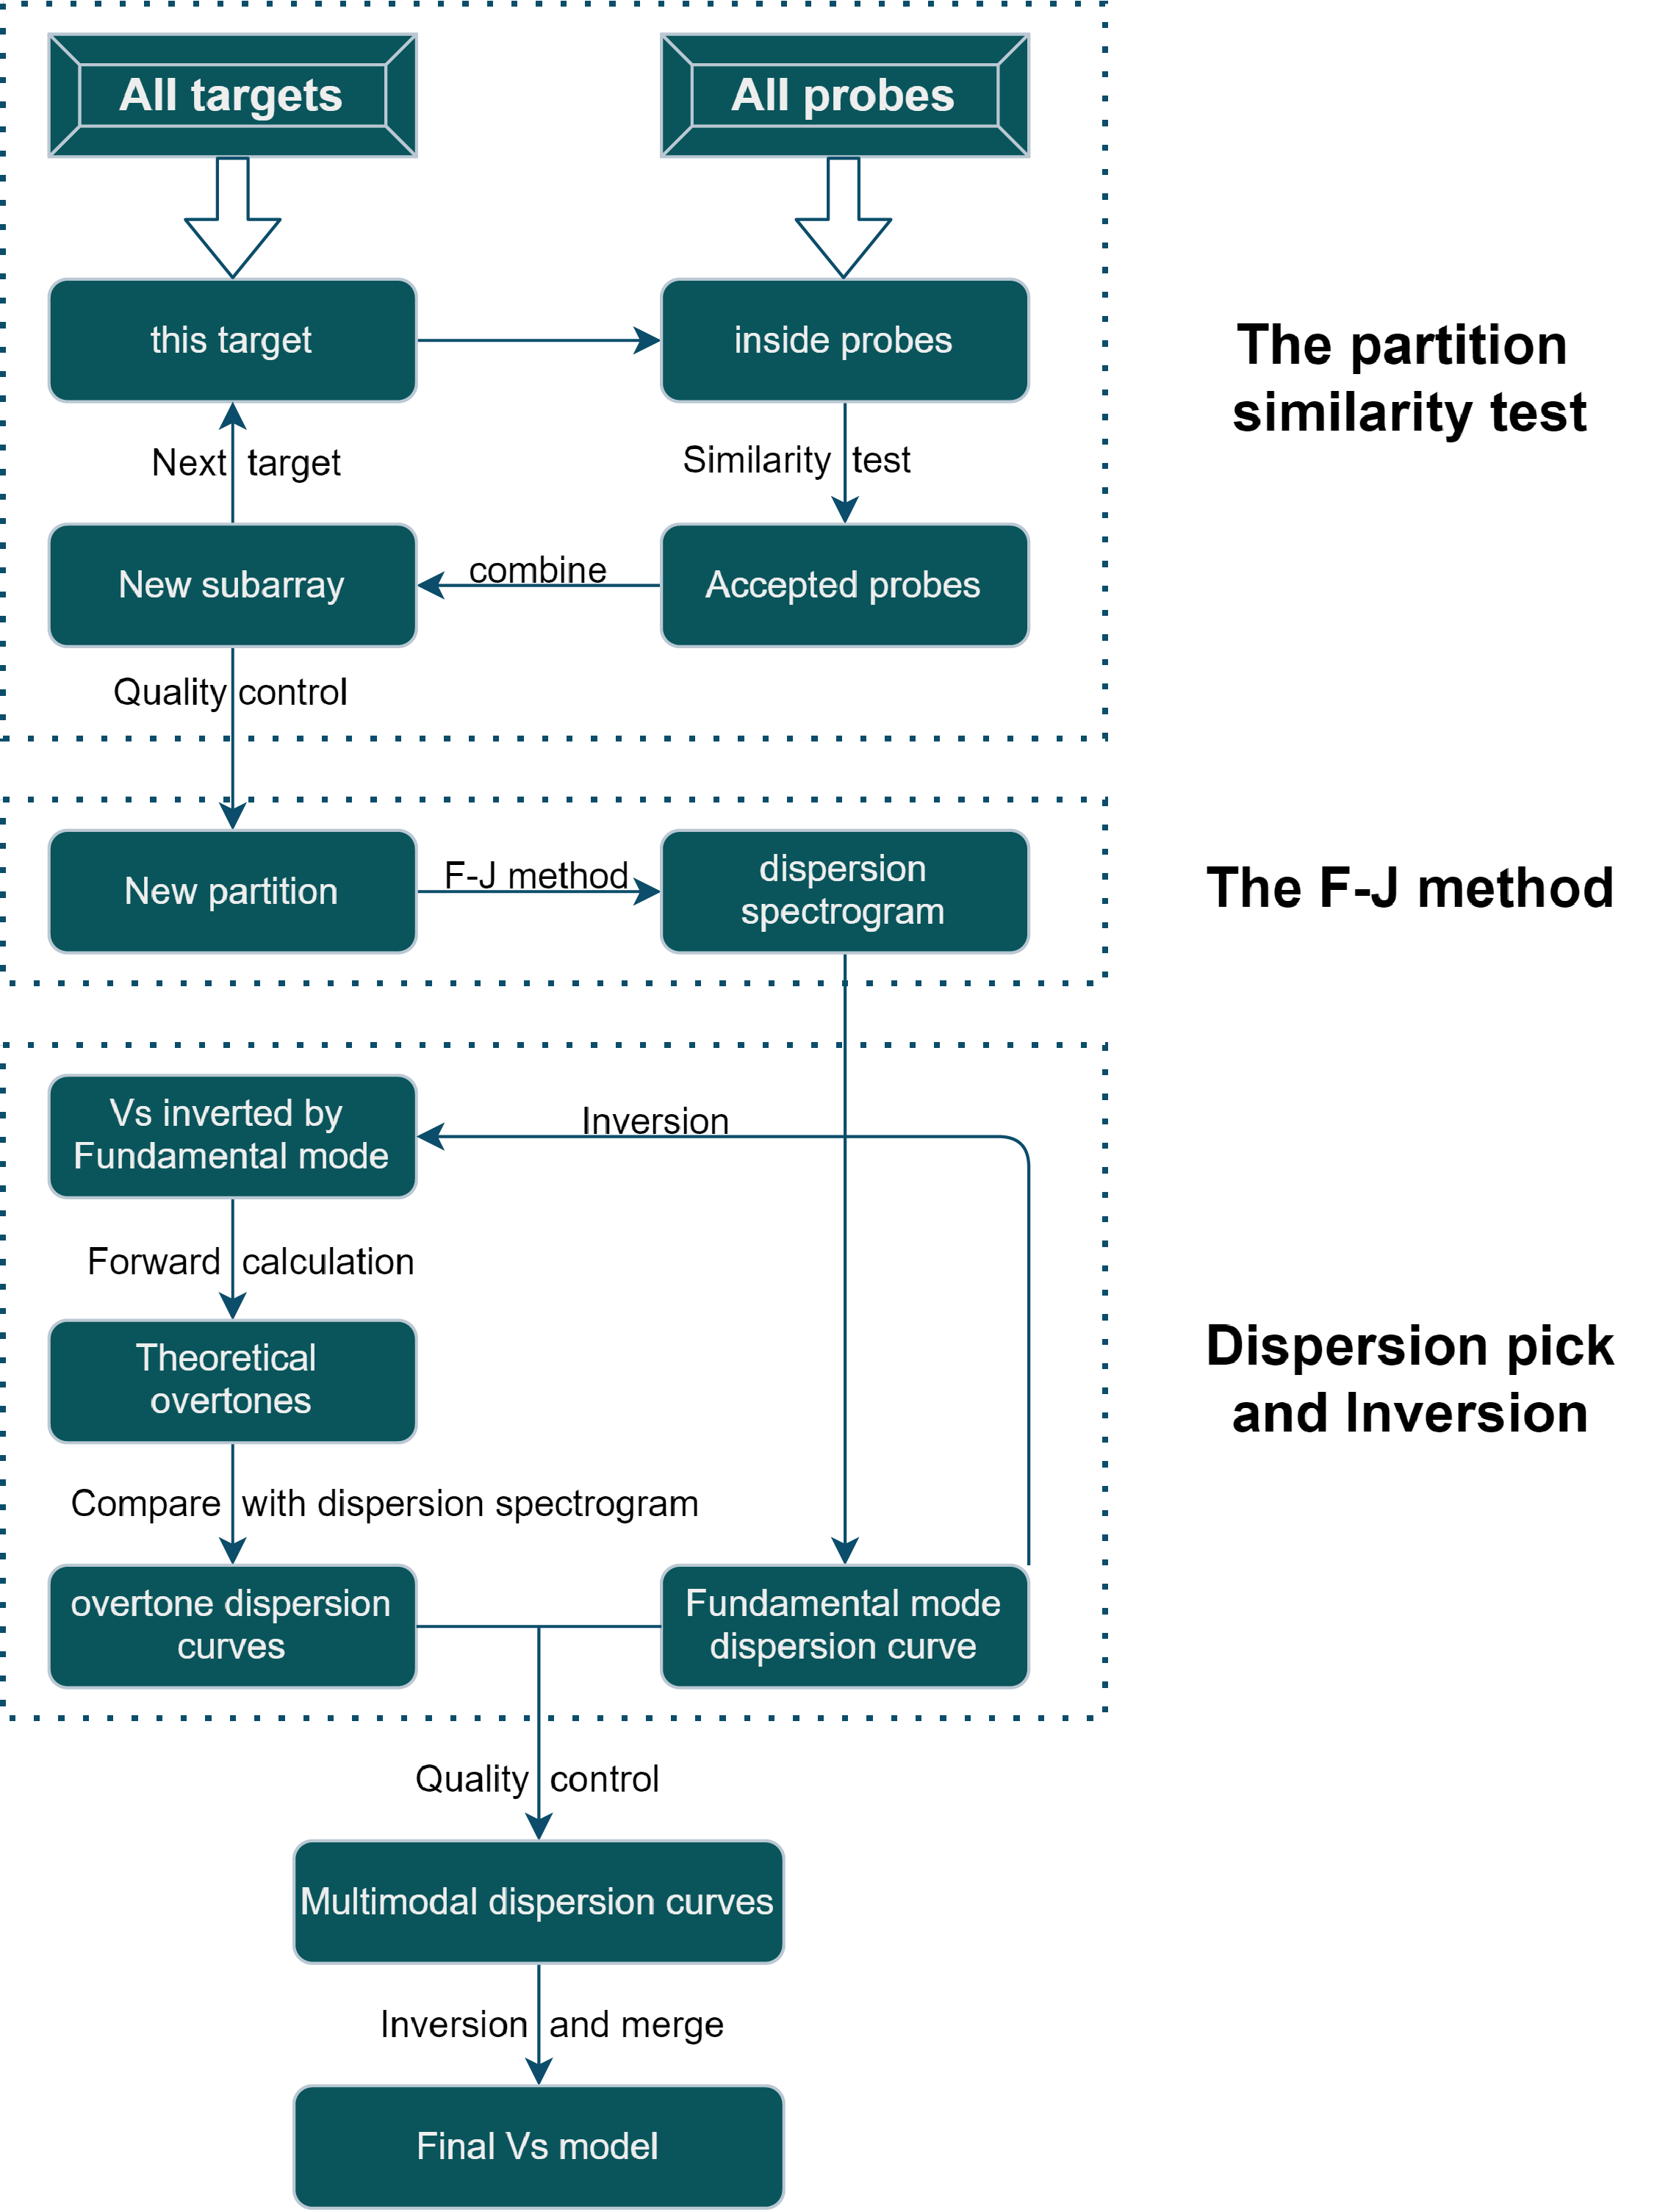 All targets
All probes
this target
inside probes
The partition
similarity test
Next target
Similarity test
New subarray
combine
Accepted probes
Quality control
New partition
F-J method
dispersion
spectrogram
The F-J method
Vs inverted by
Fundamental mode
Inversion
Forward calculation
Theoretical
overtones
Dispersion pick
and Inversion
Compare with dispersion spectrogram
overtone dispersion
curves
Fundamental mode
dispersion curve
Quality control
Multimodal dispersion curves
Inversion and merge
Final Vs model